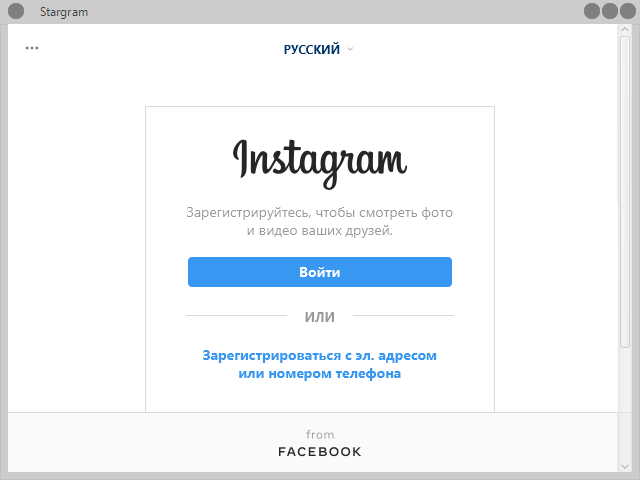 Stargram
РУССКИЙ
Instagram
Зарегистрируйтесь, чтобы смотреть фото
и видео ваших друзей.
Войти
ИЛИ
Зарегистрироваться с эл. адресом
или номером телефона
from
FACEBOOK